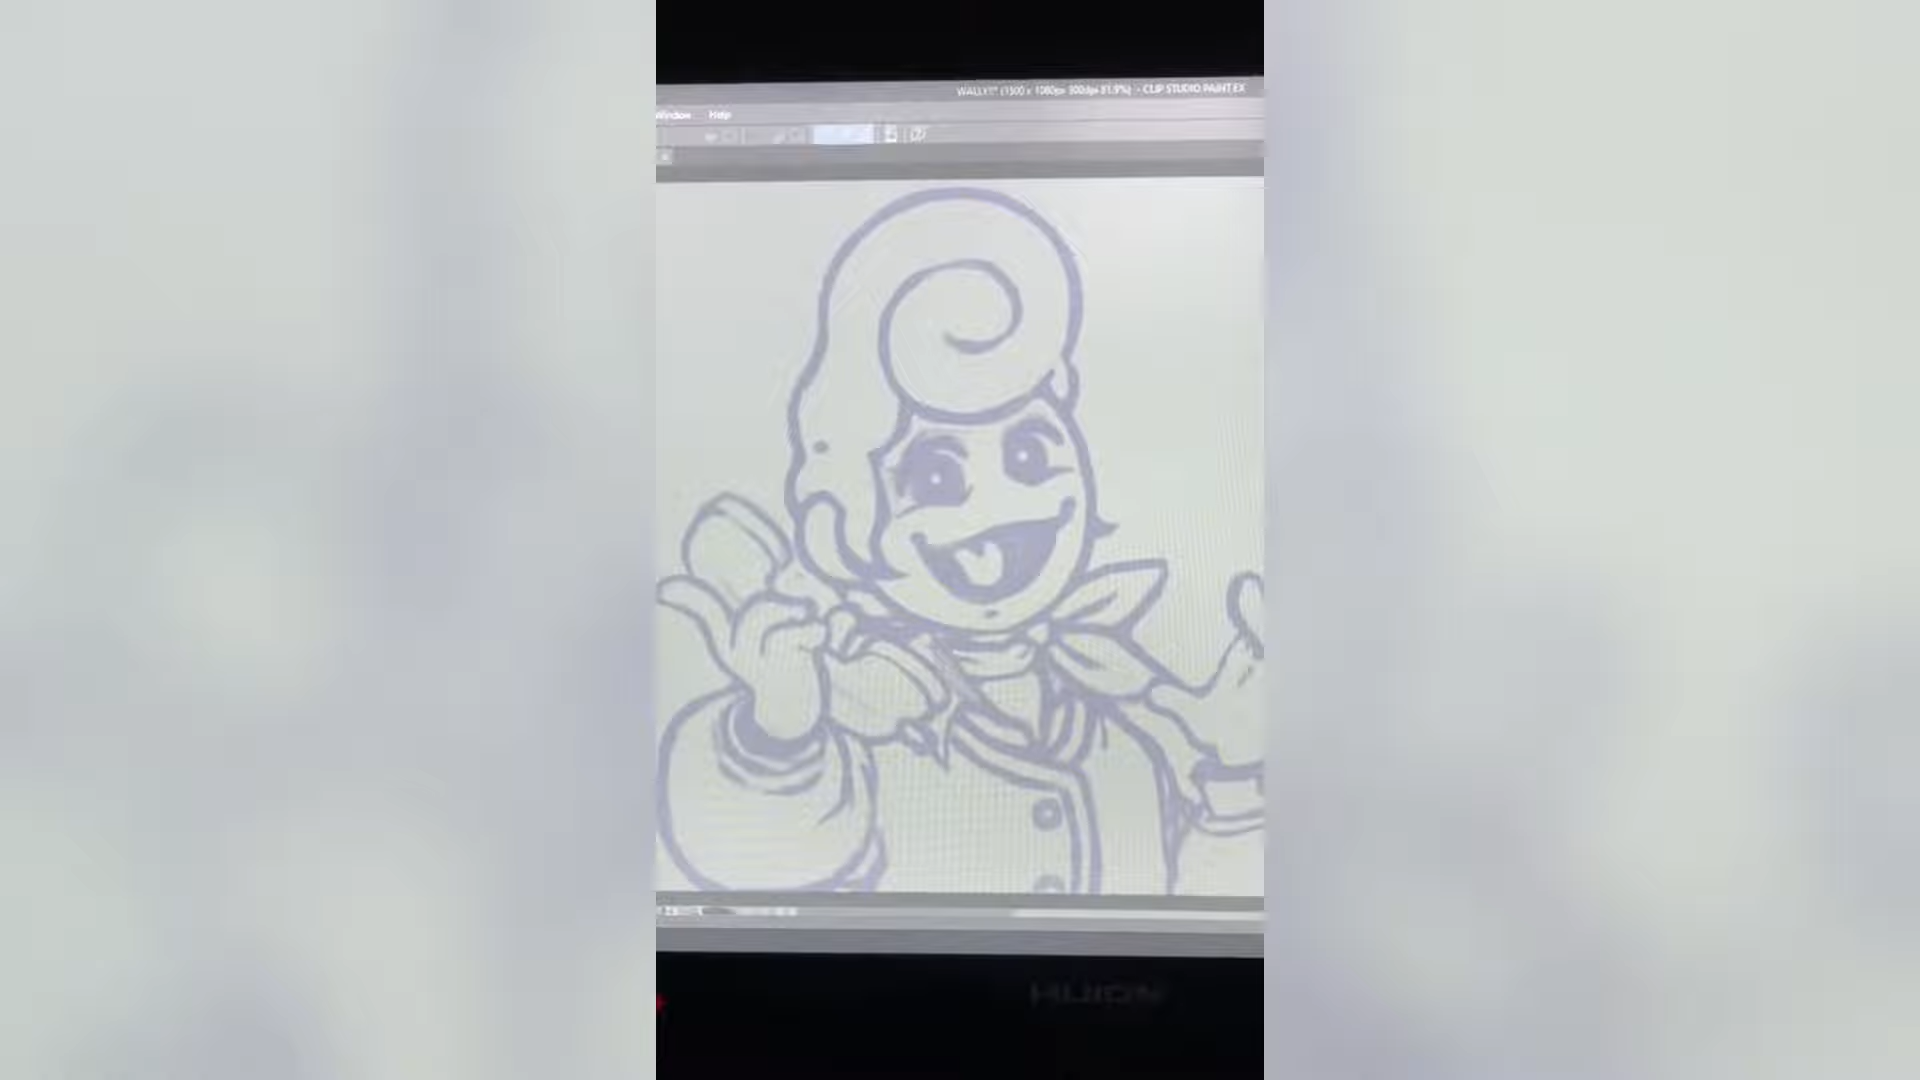 WALLY!!* (1500 x 1080px 300dpi 81.9%) - CLIP STUDIO PAINT EX
Window Help
HUION